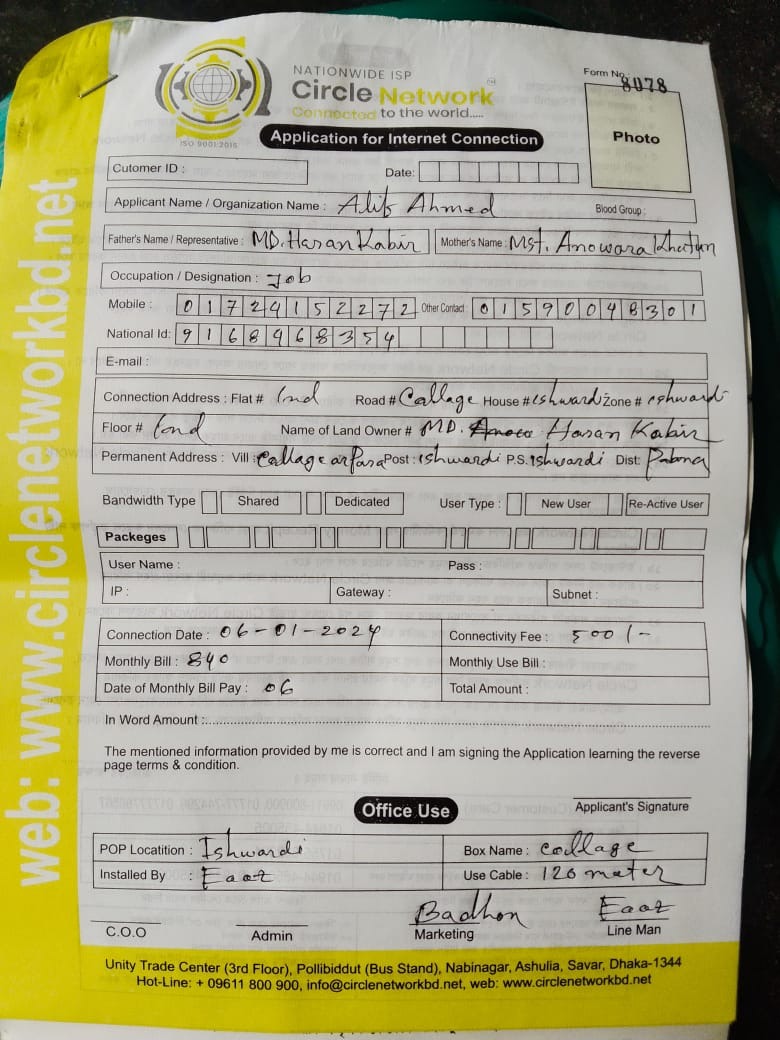 NATIONWIDE ISP
Circle Network
Connected to the world.....
ISO 9001:2015
Form No. 8078
Photo
Application for Internet Connection
Cutomer ID :
Date:
Applicant Name / Organization Name : Alif Ahmed Blood Group :
Father's Name / Representative : MD. Hasan Kabir Mother's Name : Mst. Anowara Khatun
Occupation / Designation : Job
Mobile : 01724152272 Other Contact : 01590048301
National Id: 9168968354
E-mail :
Connection Address : Flat # Road # Callage House # Ishwardi Zone # Ishwardi
Floor # Name of Land Owner # MD. Hasan Kabir
Permanent Address : Vill : Post : Ishwardi P.S. Ishwardi Dist: Pabna
Bandwidth Type Shared Dedicated User Type : New User Re-Active User
Packeges
User Name : Pass :
IP : Gateway : Subnet :
Connection Date : 06-01-2024 Connectivity Fee : 500/-
Monthly Bill : 840 Monthly Use Bill :
Date of Monthly Bill Pay : 06 Total Amount :
In Word Amount :
The mentioned information provided by me is correct and I am signing the Application learning the reverse
page terms & condition.
Applicant's Signature
Office Use
POP Locatition : Ishwardi Box Name : collage
Installed By : Eaaz Use Cable : 120 mater
Badhon Eaaz
C.O.O Admin Marketing Line Man
Unity Trade Center (3rd Floor), Pollibiddut (Bus Stand), Nabinagar, Ashulia, Savar, Dhaka-1344
Hot-Line: + 09611 800 900, info@circlenetworkbd.net, web: www.circlenetworkbd.net
web: www.circlenetworkbd.net